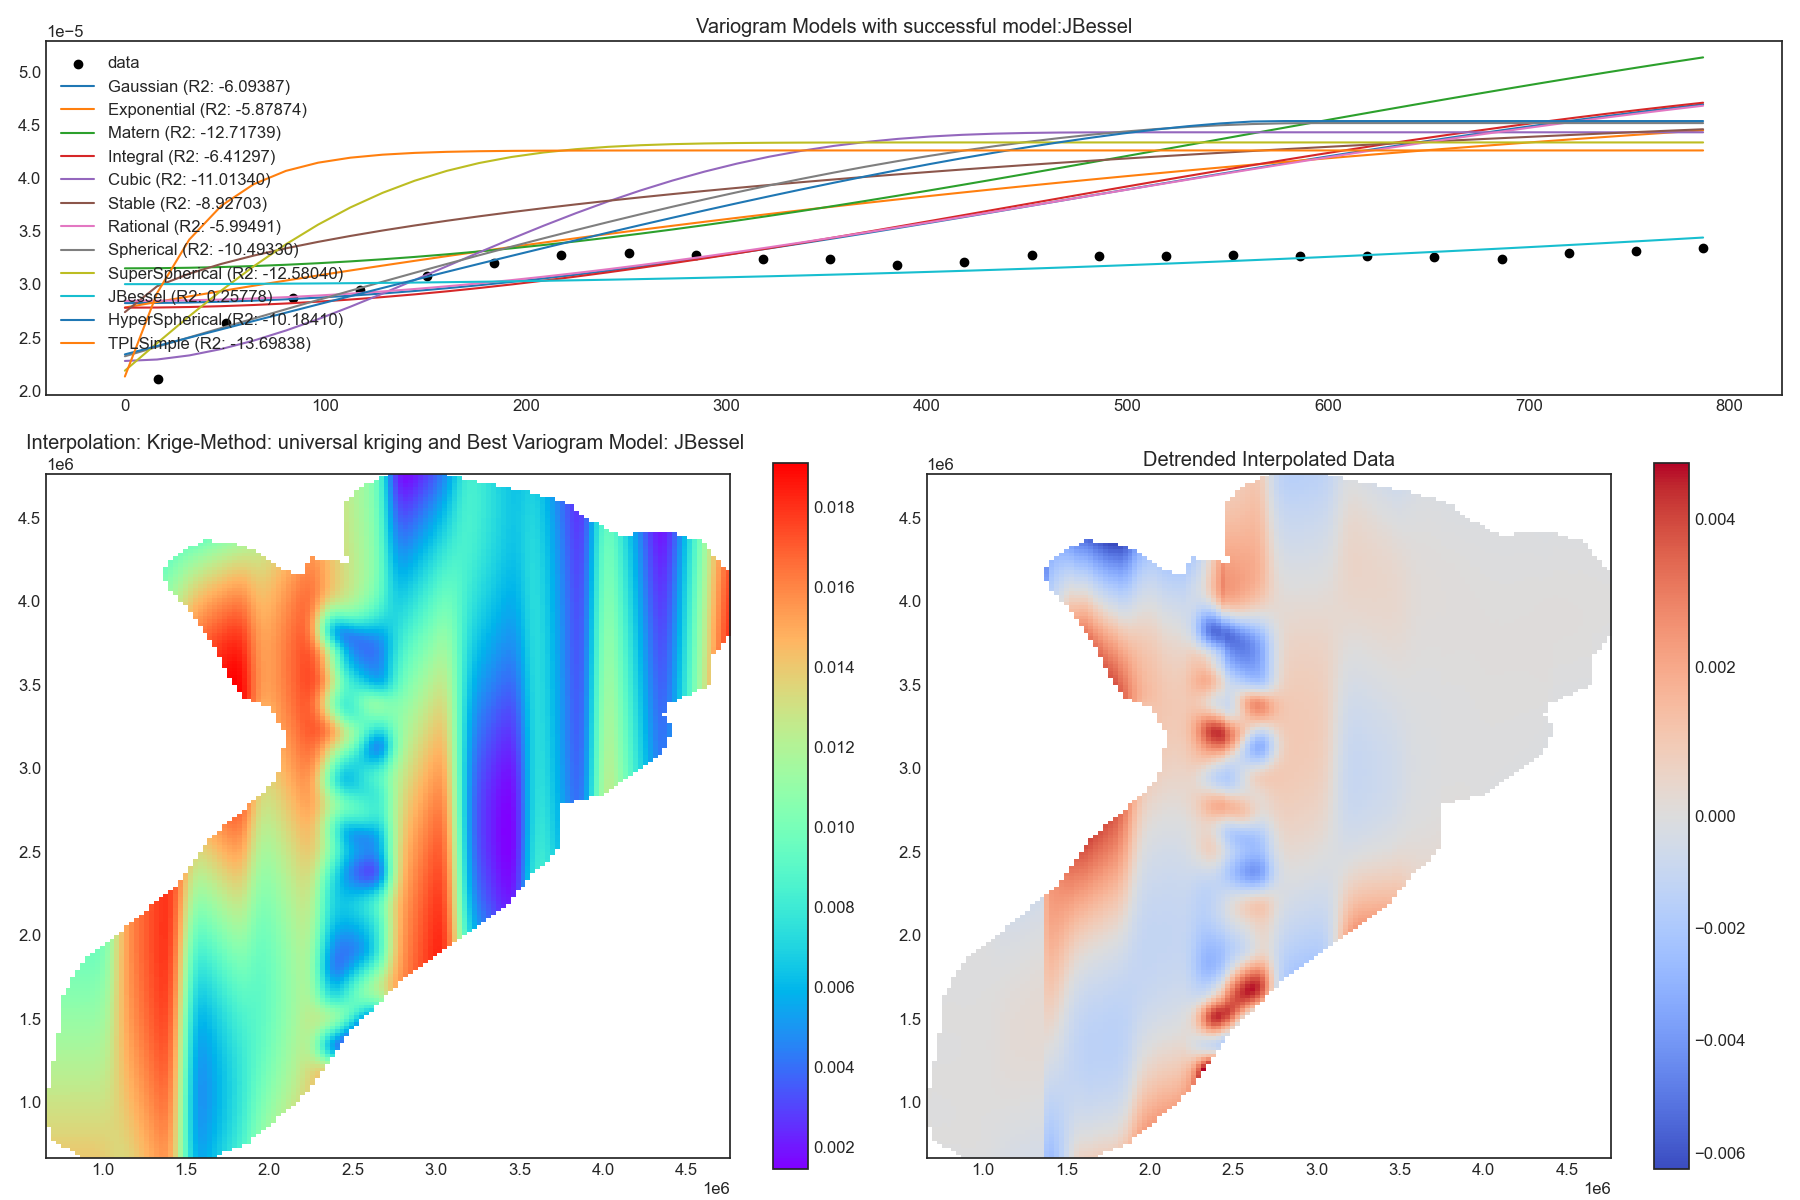 Variogram Models with successful model:JBessel
1e−5
data
Gaussian (R2: -6.09387)
Exponential (R2: -5.87874)
Matern (R2: -12.71739)
Integral (R2: -6.41297)
Cubic (R2: -11.01340)
Stable (R2: -8.92703)
Rational (R2: -5.99491)
Spherical (R2: -10.49330)
SuperSpherical (R2: -12.58040)
JBessel (R2: 0.25778)
HyperSpherical (R2: -10.18410)
TPLSimple (R2: -13.69838)
5.0
4.5
4.0
3.5
3.0
2.5
2.0
0 100 200 300 400 500 600 700 800
Interpolation: Krige-Method: universal kriging and Best Variogram Model: JBessel
1e6
4.5
4.0
3.5
3.0
2.5
2.0
1.5
1.0
1.0 1.5 2.0 2.5 3.0 3.5 4.0 4.5
1e6
0.018
0.016
0.014
0.012
0.010
0.008
0.006
0.004
0.002
Detrended Interpolated Data
1e6
4.5
4.0
3.5
3.0
2.5
2.0
1.5
1.0
1.0 1.5 2.0 2.5 3.0 3.5 4.0 4.5
1e6
0.004
0.002
0.000
−0.002
−0.004
−0.006